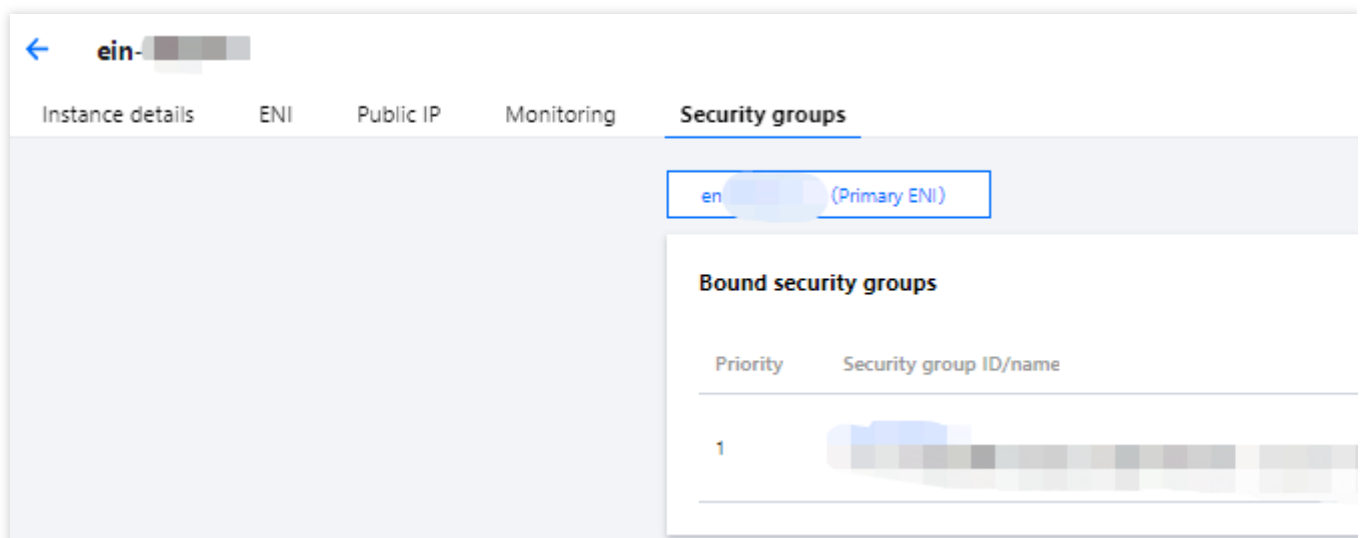 ein-
Instance details ENI Public IP Monitoring Security groups
en (Primary ENI)
Bound security groups
Priority Security group ID/name
1